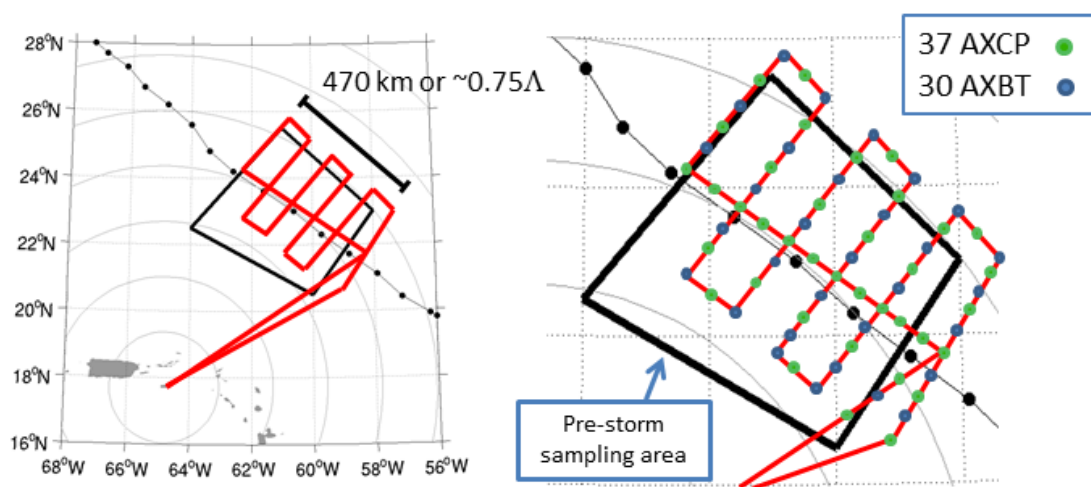 28°N
26°N
24°N
22°N
20°N
18°N
16°N
68°W 66°W 64°W 62°W 60°W 58°W 56°W
470 km or ~0.75Λ
37 AXCP
30 AXBT
Pre-storm
sampling area